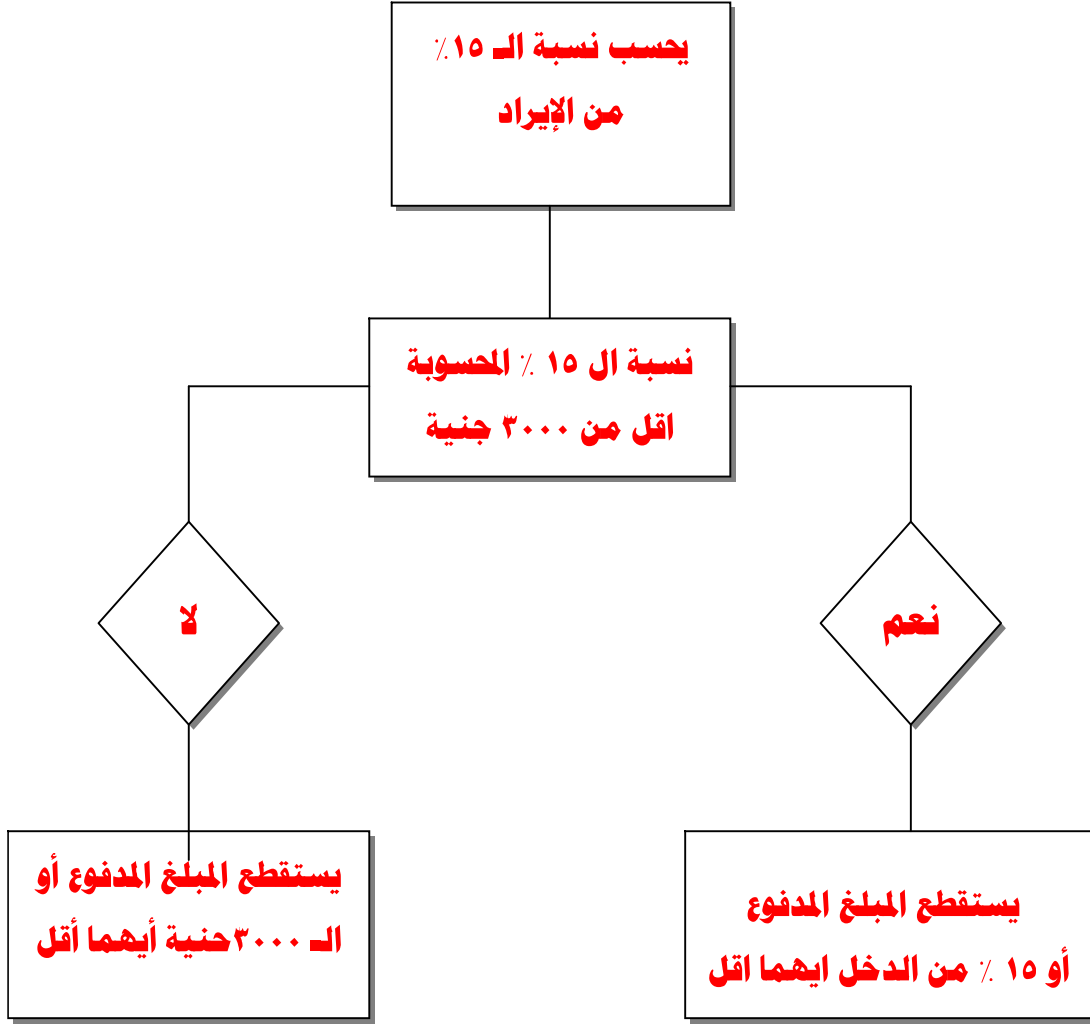 يحسب نسبة الـ ١٥٪
من الإيراد
نسبة ال ١٥ ٪ المحسوبة
اقل من ٣٠٠٠ جنية
نعم
لا
يستقطع المبلغ المدفوع
أو ١٥ ٪ من الدخل ايهما اقل
يستقطع المبلغ المدفوع أو
الـ ٣٠٠٠حنية أيهما أقل